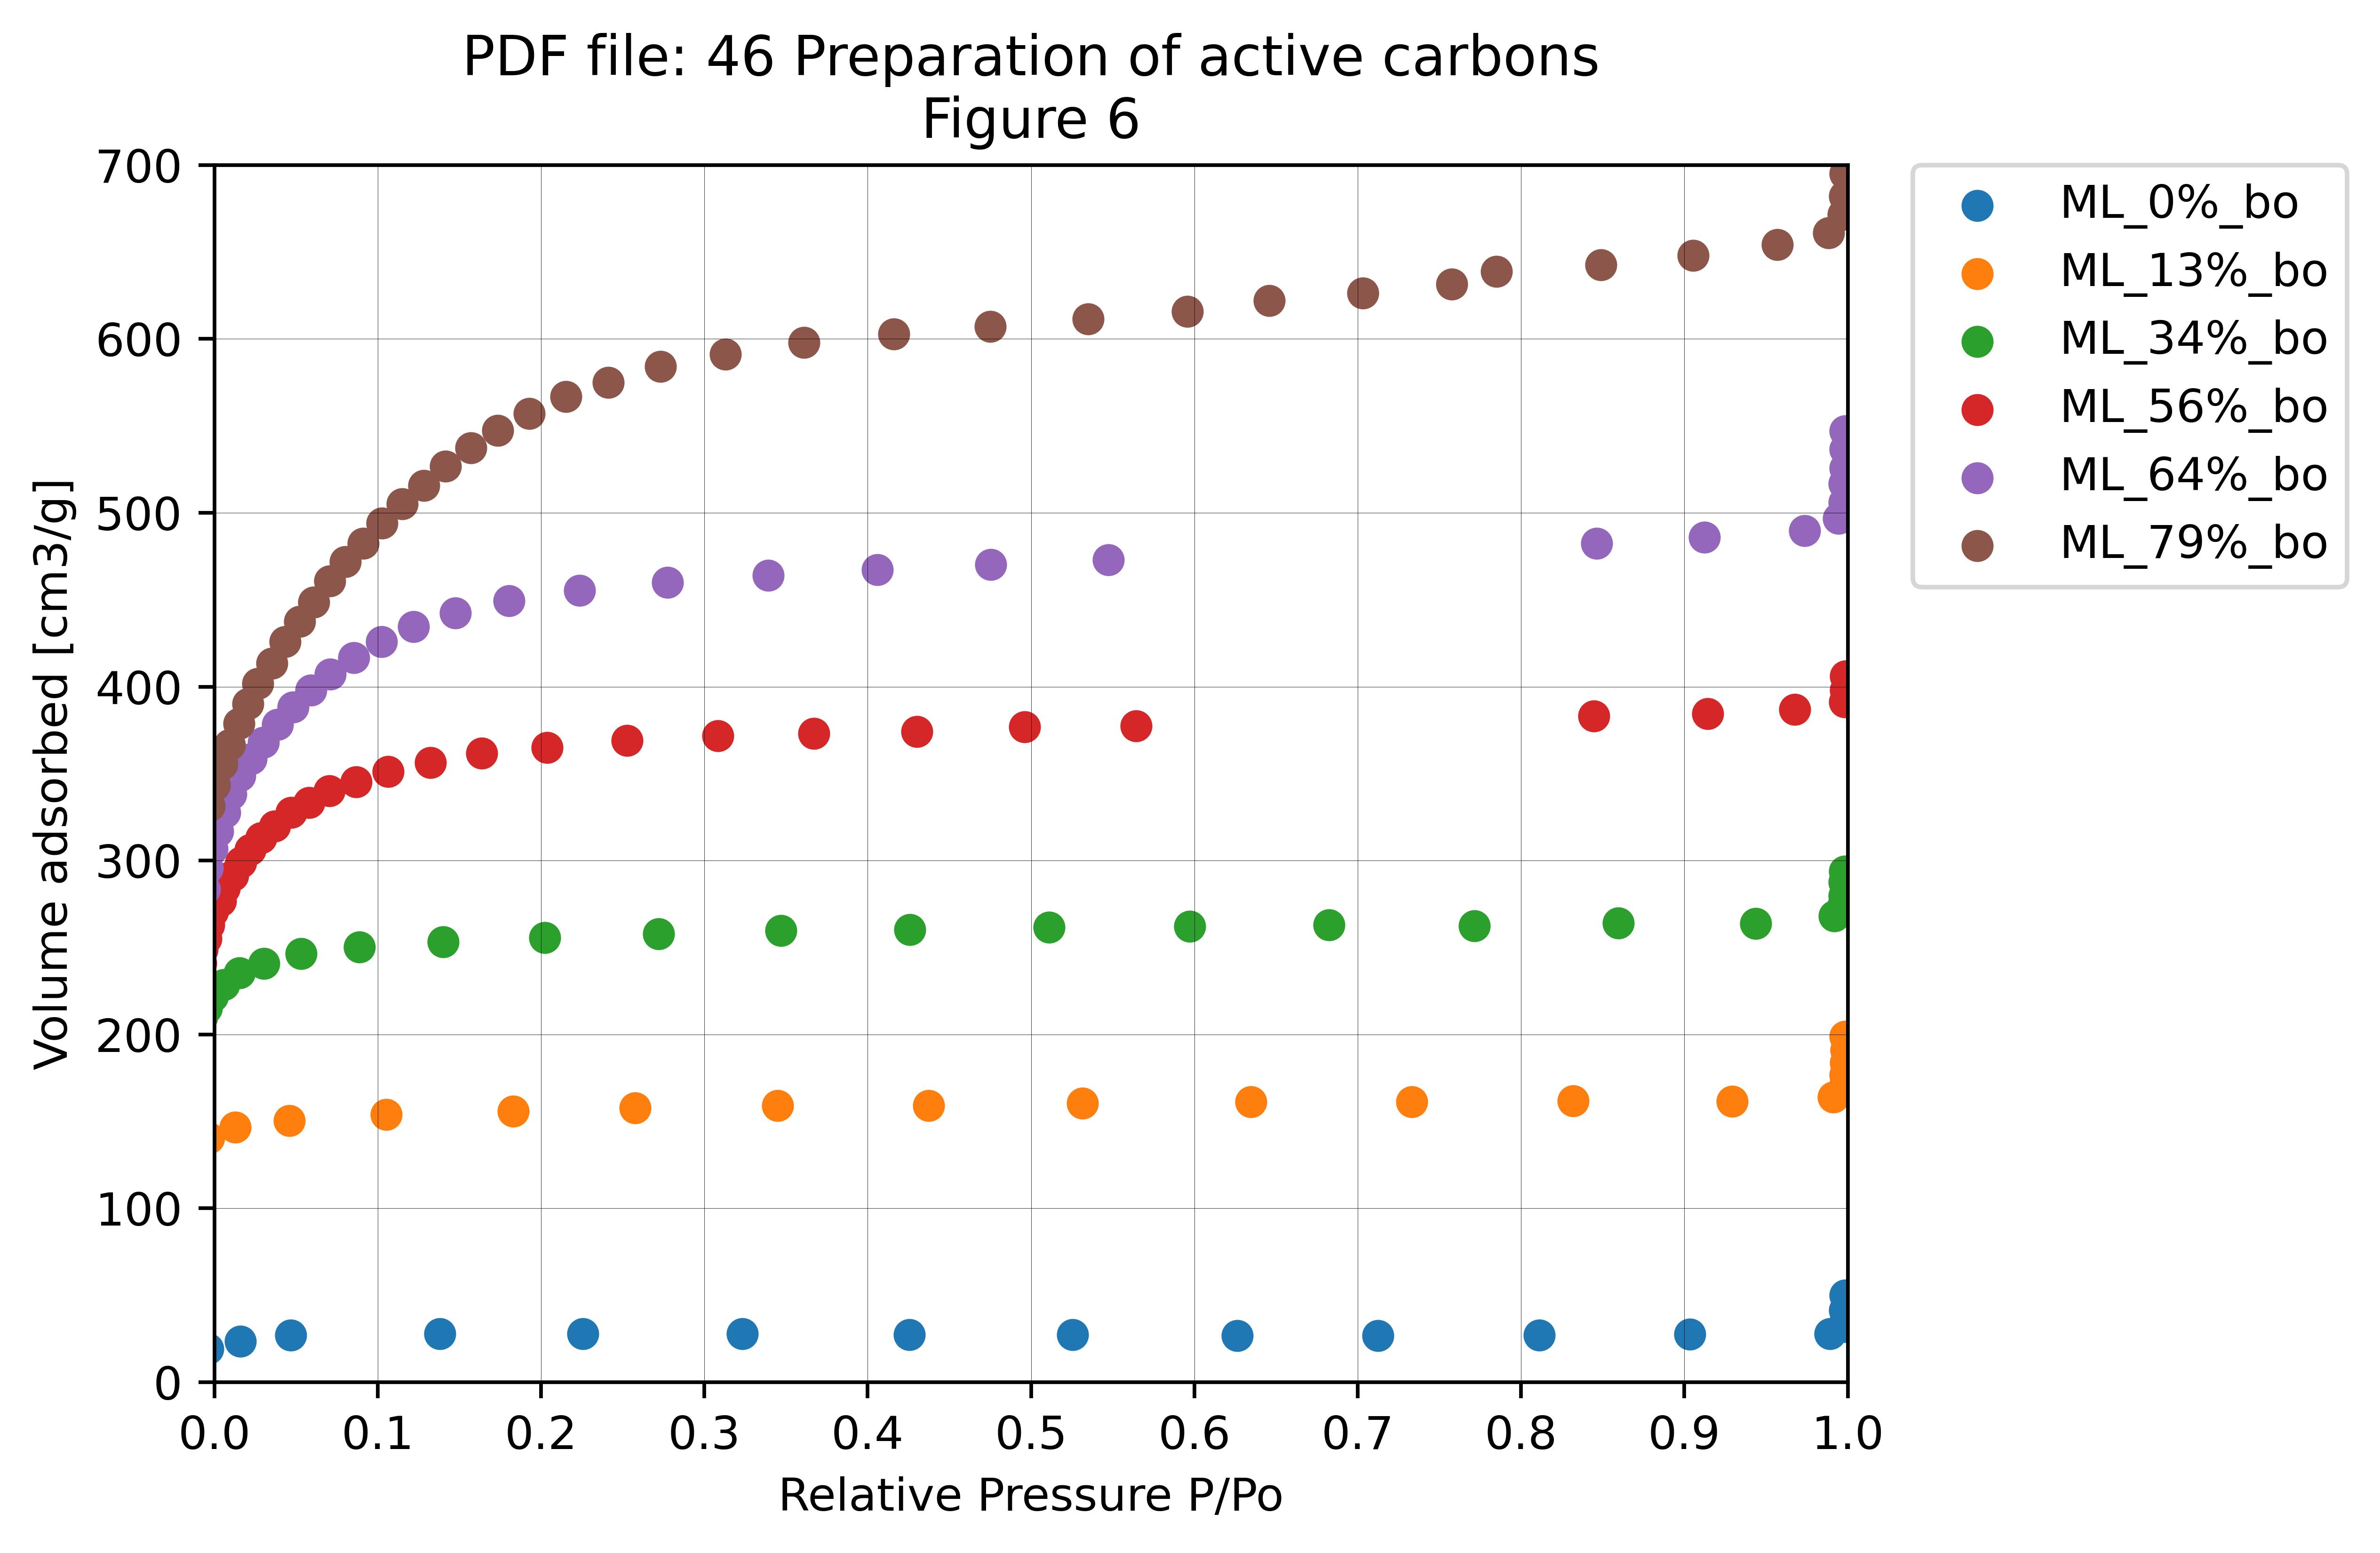 PDF file: 46 Preparation of active carbons
Figure 6
700
600
500
400
300
200
100
0
Volume adsorbed [cm3/g]
0.0 0.1 0.2 0.3 0.4 0.5 0.6 0.7 0.8 0.9 1.0
Relative Pressure P/Po
ML_0%_bo
ML_13%_bo
ML_34%_bo
ML_56%_bo
ML_64%_bo
ML_79%_bo